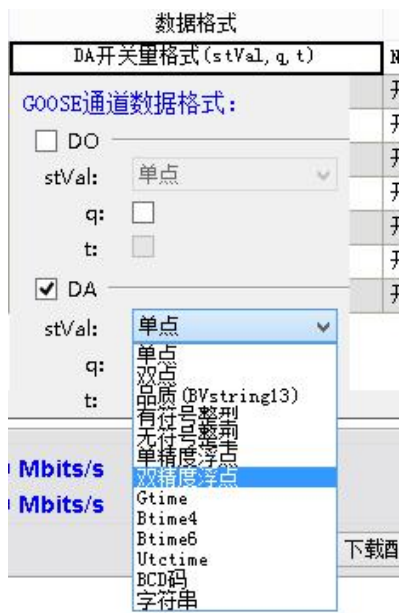 数据格式
DA开关量格式(stVal,q,t)
GOOSE通道数据格式:
DO
stVal: 单点
q:
t:
DA
stVal: 单点
q:
t:
单点
双点
品质(BVstring13)
有符号整型
无符号整型
单精度浮点
双精度浮点
Gtime
Btime4
Btime6
Utctime
BCD码
字符串
Mbits/s
Mbits/s
下载